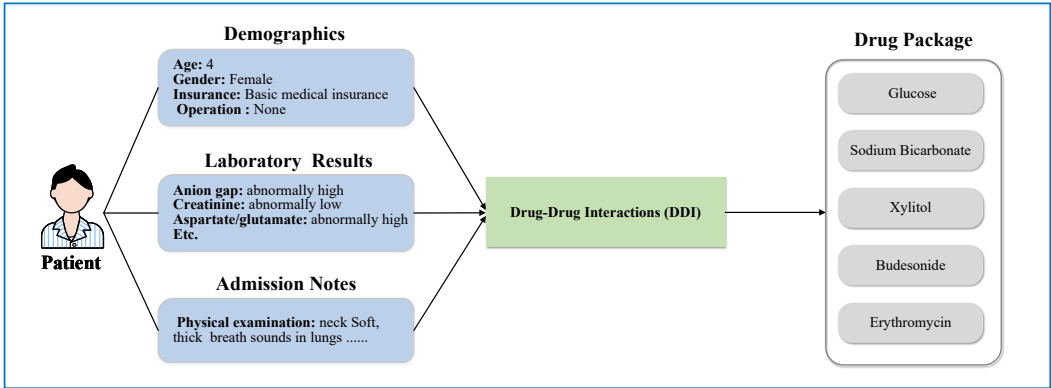 Demographics
Age: 4
Gender: Female
Insurance: Basic medical insurance
Operation : None
Laboratory Results
Anion gap: abnormally high
Creatinine: abnormally low
Aspartate/glutamate: abnormally high
Etc.
Patient
Admission Notes
Physical examination: neck Soft,
thick breath sounds in lungs ......
Drug-Drug Interactions (DDI)
Drug Package
Glucose
Sodium Bicarbonate
Xylitol
Budesonide
Erythromycin